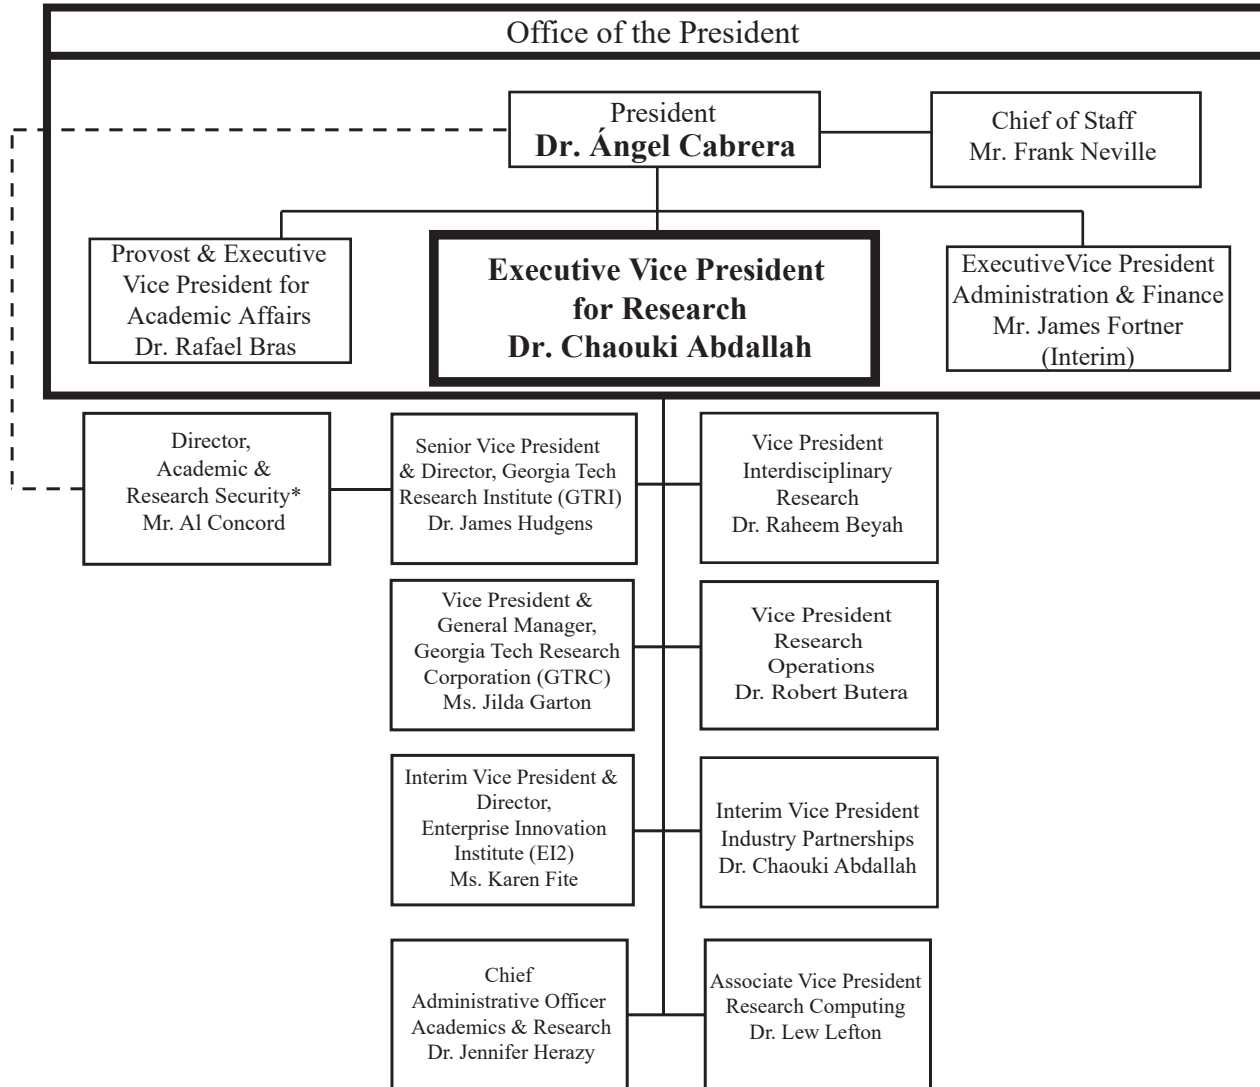 Office of the President
President
Dr. Ángel Cabrera
Chief of Staff
Mr. Frank Neville
Provost & Executive
Vice President for
Academic Affairs
Dr. Rafael Bras
Executive Vice President
for Research
Dr. Chaouki Abdallah
ExecutiveVice President
Administration & Finance
Mr. James Fortner
(Interim)
Director,
Academic &
Research Security*
Mr. Al Concord
Senior Vice President
& Director, Georgia Tech
Research Institute (GTRI)
Dr. James Hudgens
Vice President
Interdisciplinary
Research
Dr. Raheem Beyah
Vice President &
General Manager,
Georgia Tech Research
Corporation (GTRC)
Ms. Jilda Garton
Vice President
Research
Operations
Dr. Robert Butera
Interim Vice President &
Director,
Enterprise Innovation
Institute (EI2)
Ms. Karen Fite
Interim Vice President
Industry Partnerships
Dr. Chaouki Abdallah
Chief
Administrative Officer
Academics & Research
Dr. Jennifer Herazy
Associate Vice President
Research Computing
Dr. Lew Lefton